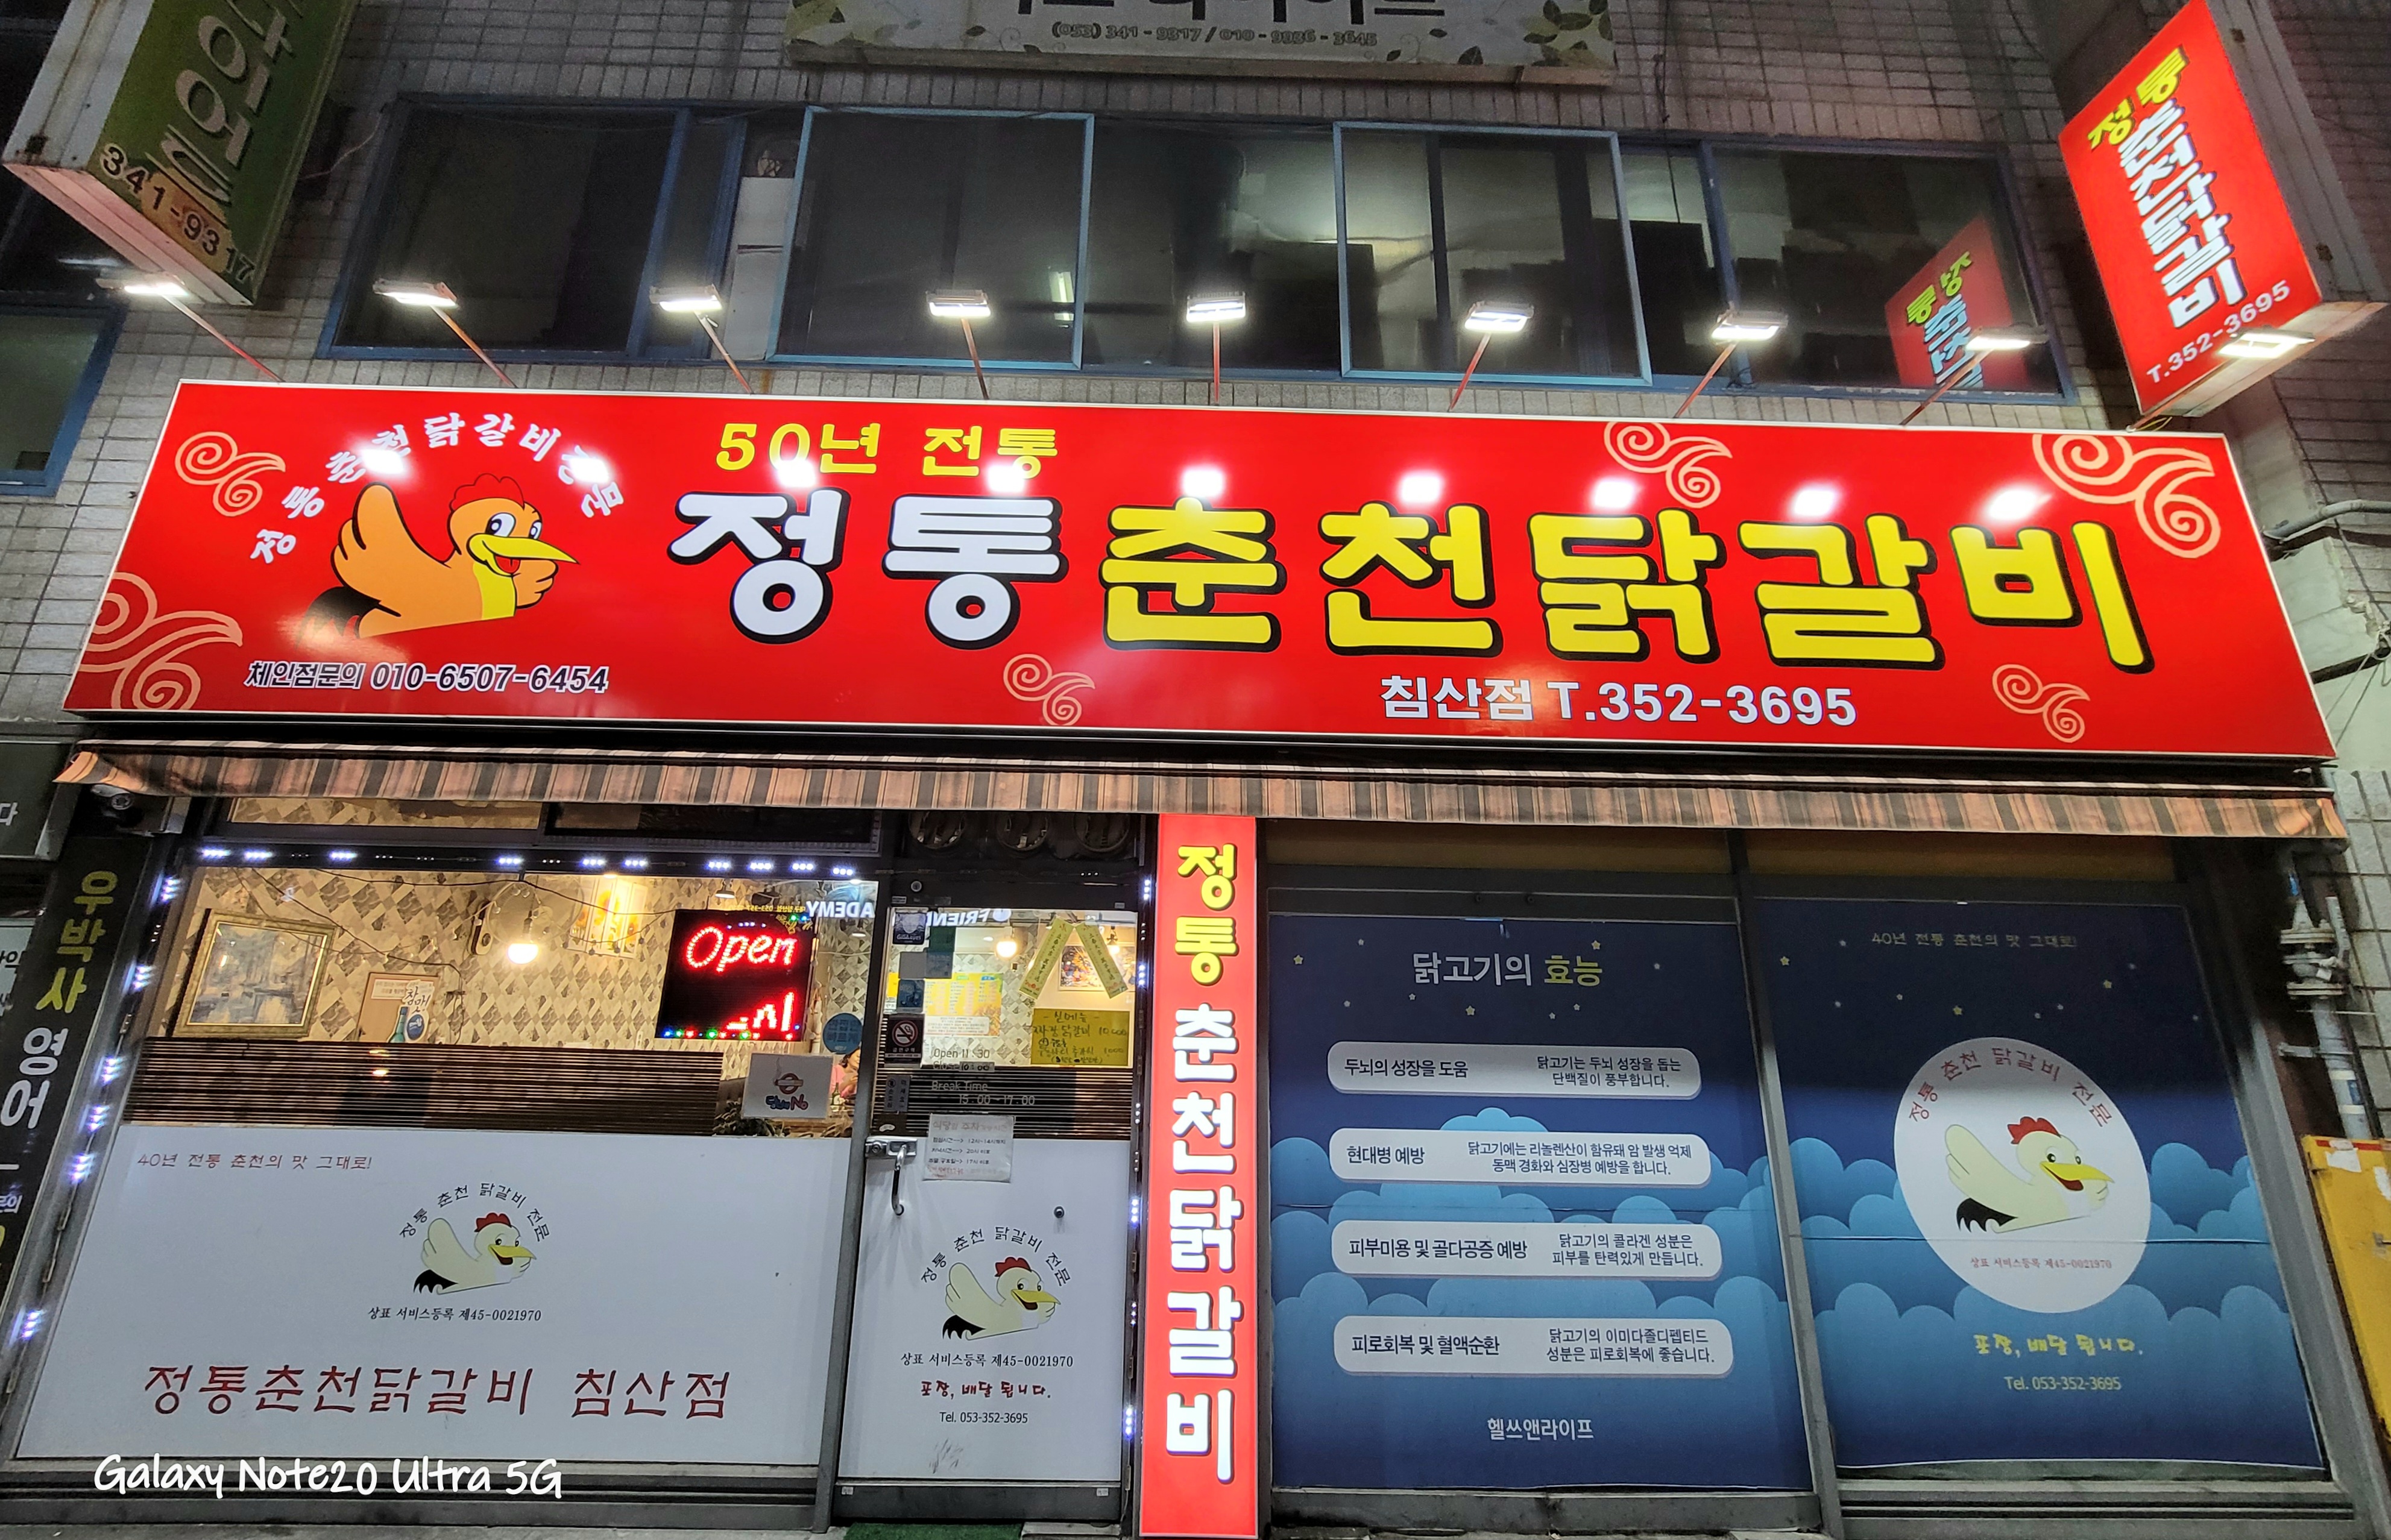 (053) 341 - 9317 / 010 - 9936 - 3645
341-9317
정통
춘천닭갈비
T.352-3695
정통춘천닭갈비전문
50년 전통
정통춘천닭갈비
체인점문의 010-6507-6454
침산점 T.352-3695
우박사
영어
Open
ADEMY
FRIEN
Open 11 : 30
Close 10 : 00
Break Time
15 : 00 - 17 : 00
40년 전통 춘천의 맛 그대로!
정통 춘천 닭갈비 전문
상표 서비스등록 제45-0021970
정통춘천닭갈비 침산점
정통 춘천 닭갈비 전문
상표 서비스등록 제45-0021970
포장, 배달 됩니다.
Tel. 053-352-3695
정통 춘천닭갈비
닭고기의 효능
두뇌의 성장을 도움
닭고기는 두뇌 성장을 돕는
단백질이 풍부합니다.
현대병 예방
닭고기에는 리놀렌산이 함유돼 암 발생 억제
동맥 경화와 심장병 예방을 합니다.
피부미용 및 골다공증 예방
닭고기의 콜라겐 성분은
피부를 탄력있게 만듭니다.
피로회복 및 혈액순환
닭고기의 이미다졸디펩티드
성분은 피로회복에 좋습니다.
헬쓰앤라이프
40년 전통 춘천의 맛 그대로!
정통 춘천 닭갈비 전문
상표 서비스등록 제45-0021970
포장, 배달 됩니다.
Tel. 053-352-3695
Galaxy Note20 Ultra 5G